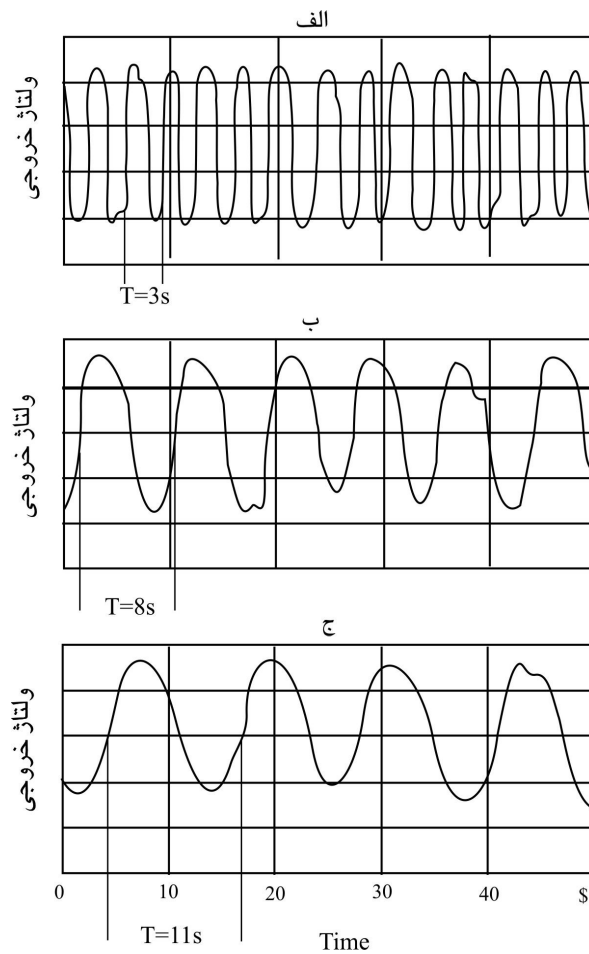 الف
ولتاژ خروجی
T=3s
ب
ولتاژ خروجی
T=8s
ج
ولتاژ خروجی
0 10 20 30 40 $
T=11s
Time